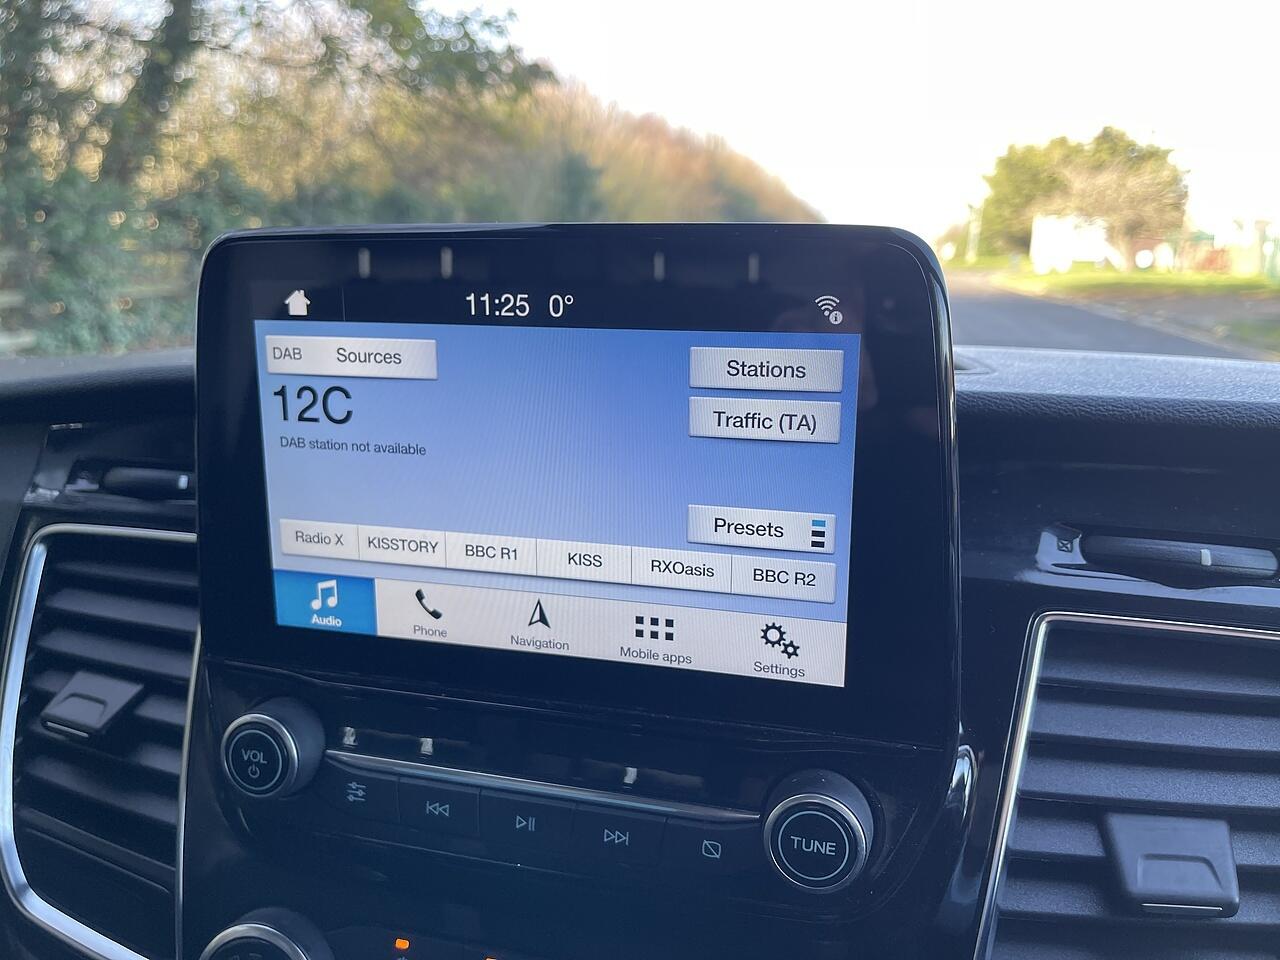 11:25 0°
DAB Sources
Stations
12C
Traffic (TA)
DAB station not available
Presets
Radio X KISSTORY BBC R1 KISS RXOasis BBC R2
Audio Phone Navigation Mobile apps Settings
VOL
TUNE